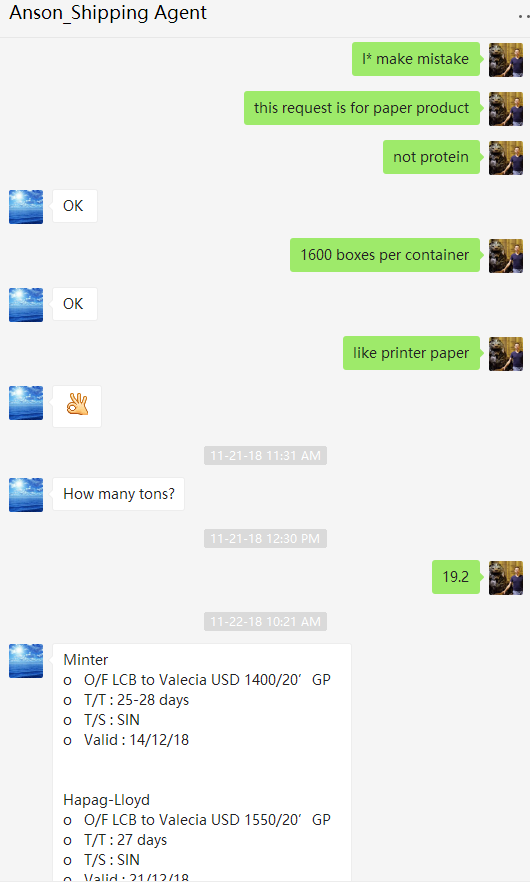 Anson_Shipping Agent
I* make mistake
this request is for paper product
not protein
OK
1600 boxes per container
OK
like printer paper
11-21-18 11:31 AM
How many tons?
11-21-18 12:30 PM
19.2
11-22-18 10:21 AM
Minter
o O/F LCB to Valecia USD 1400/20’ GP
o T/T : 25-28 days
o T/S : SIN
o Valid : 14/12/18
Hapag-Lloyd
o O/F LCB to Valecia USD 1550/20’ GP
o T/T : 27 days
o T/S : SIN
o Valid : 21/12/18